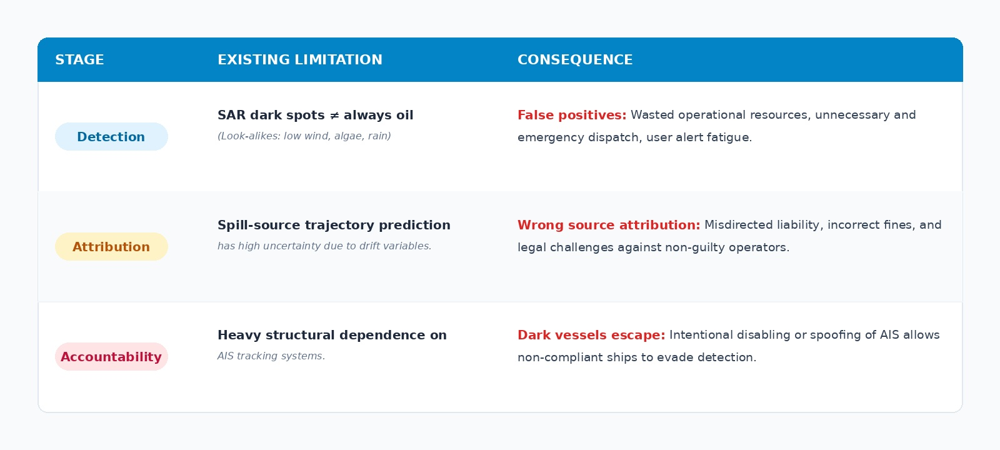 STAGE EXISTING LIMITATION CONSEQUENCE
Detection
SAR dark spots ≠ always oil
(Look-alikes: low wind, algae, rain)
False positives: Wasted operational resources, unnecessary and
emergency dispatch, user alert fatigue.
Attribution
Spill-source trajectory prediction
has high uncertainty due to drift variables.
Wrong source attribution: Misdirected liability, incorrect fines, and
legal challenges against non-guilty operators.
Accountability
Heavy structural dependence on
AIS tracking systems.
Dark vessels escape: Intentional disabling or spoofing of AIS allows
non-compliant ships to evade detection.